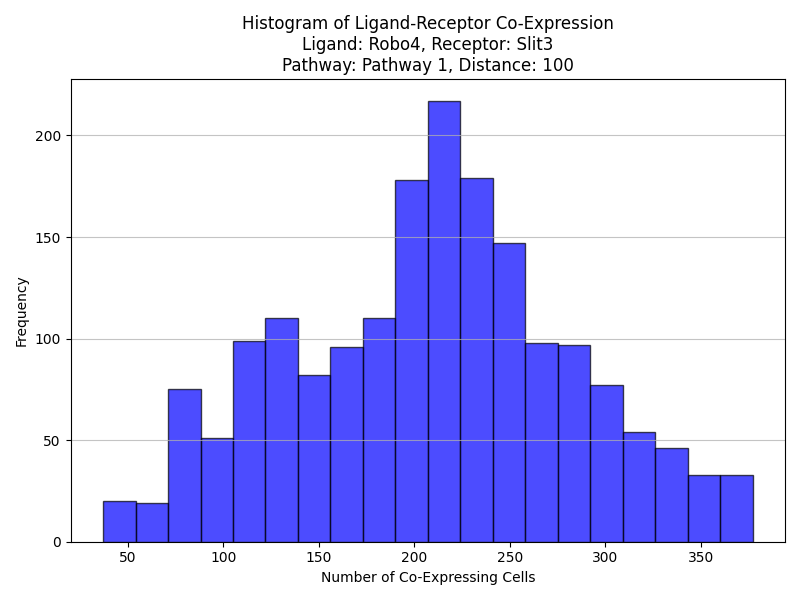 Histogram of Ligand-Receptor Co-Expression
Ligand: Robo4, Receptor: Slit3
Pathway: Pathway 1, Distance: 100
200
150
100
50
0
Frequency
50 100 150 200 250 300 350
Number of Co-Expressing Cells